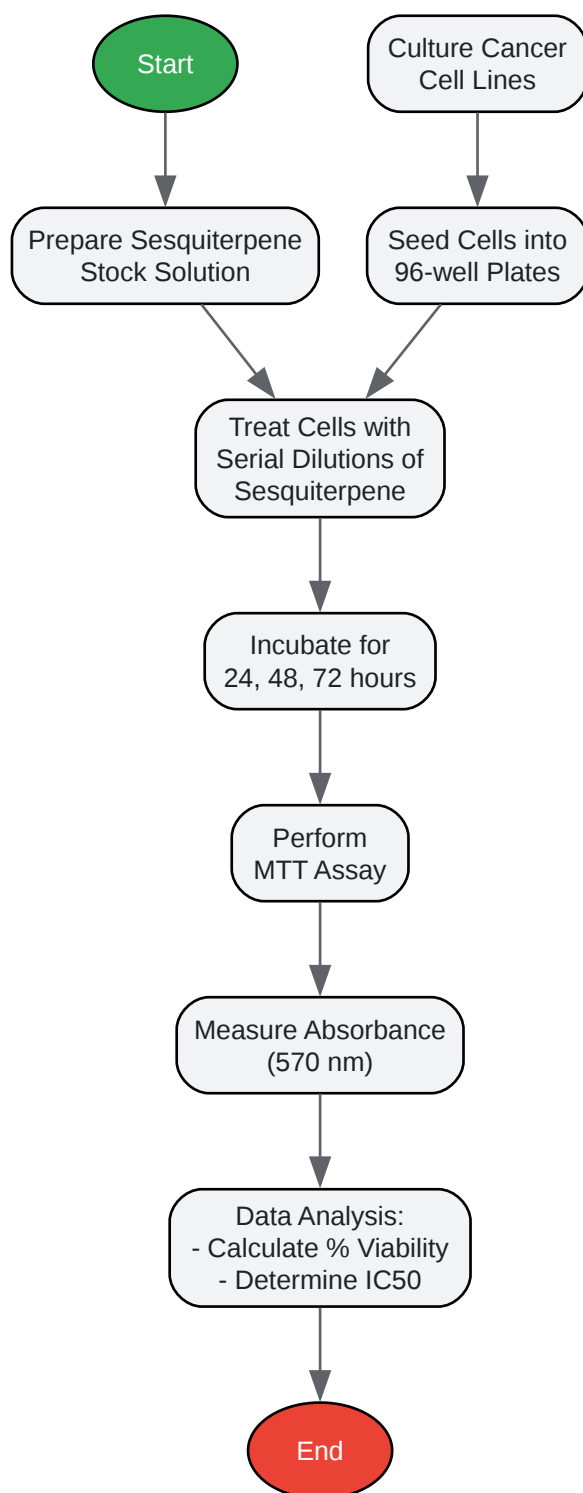 Start
Culture Cancer
Cell Lines
Prepare Sesquiterpene
Stock Solution
Seed Cells into
96-well Plates
Treat Cells with
Serial Dilutions of
Sesquiterpene
Incubate for
24, 48, 72 hours
Perform
MTT Assay
Measure Absorbance
(570 nm)
Data Analysis:
- Calculate % Viability
- Determine IC50
End